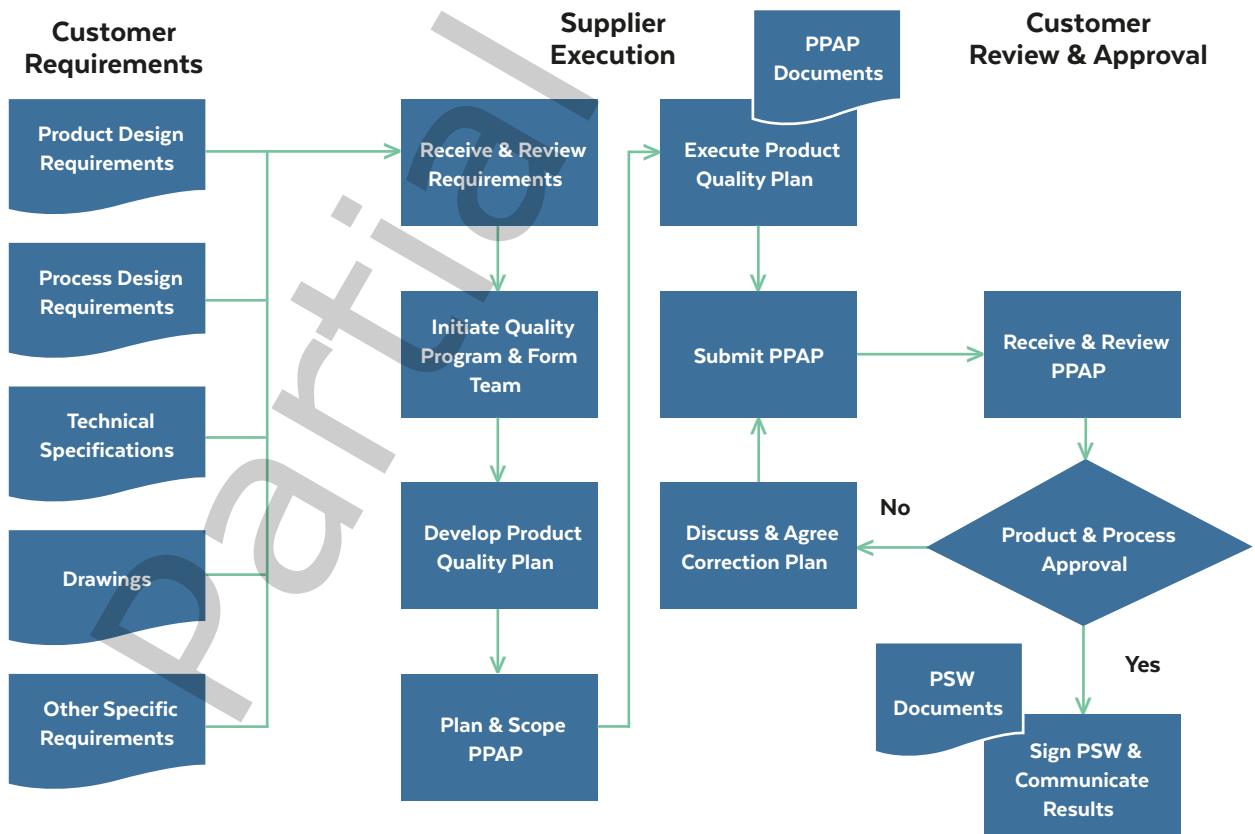 Customer
Requirements
Supplier
Execution
Customer
Review & Approval
PPAP
Documents
Product Design
Requirements
Receive & Review
Requirements
Execute Product
Quality Plan
Process Design
Requirements
Initiate Quality
Program & Form
Team
Submit PPAP
Receive & Review
PPAP
Technical
Specifications
No
Develop Product
Quality Plan
Discuss & Agree
Correction Plan
Product & Process
Approval
Drawings
Yes
PSW
Documents
Other Specific
Requirements
Plan & Scope
PPAP
Sign PSW &
Communicate
Results
Partial